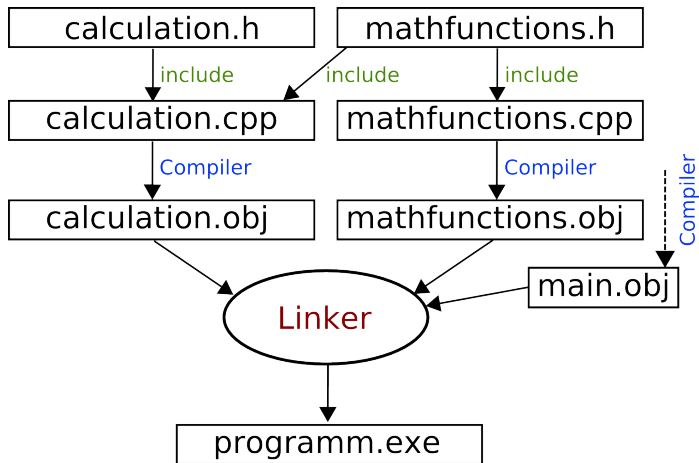 calculation.h
mathfunctions.h
include
include
include
calculation.cpp
mathfunctions.cpp
Compiler
Compiler
Compiler
calculation.obj
mathfunctions.obj
main.obj
Linker
programm.exe